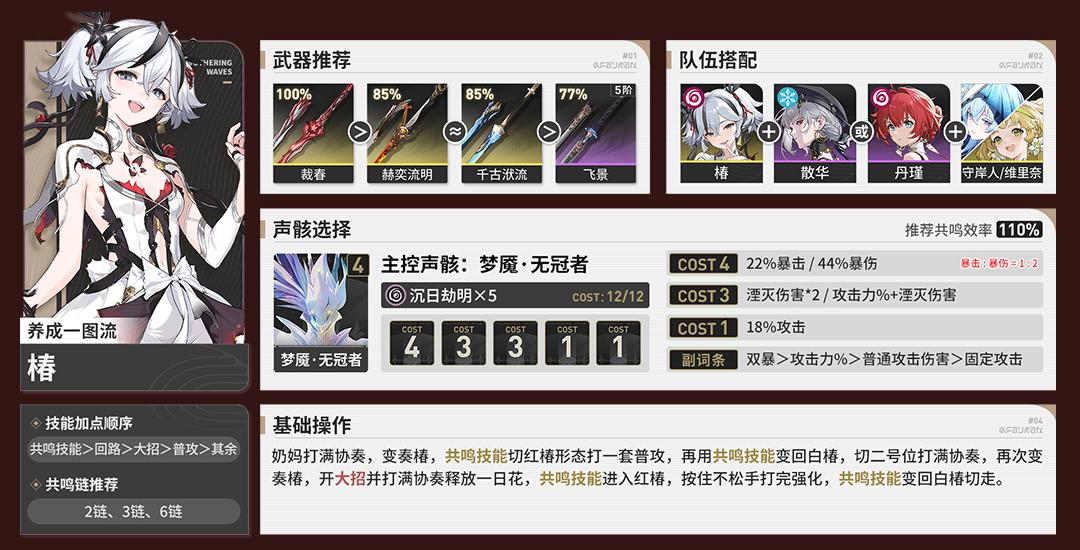 WUTHERING
WAVES
养成一图流
椿
技能加点顺序
共鸣技能＞回路＞大招＞普攻＞其余
共鸣链推荐
2链、3链、6链
武器推荐
#01
100%
85%
85%
77%
5阶
＞ ≈ ＞
裁春
赫奕流明
千古洑流
飞景
队伍搭配
#02
+ 或 +
椿
散华
丹瑾
守岸人/维里奈
声骸选择
推荐共鸣效率 110%
4
梦魇·无冠者
主控声骸：梦魇·无冠者
沉日劫明×5
COST: 12/12
COST 4
COST 3
COST 3
COST 1
COST 1
COST 4 22%暴击 / 44%暴伤
暴击:暴伤=1:2
COST 3 湮灭伤害*2 / 攻击力%+湮灭伤害
COST 1 18%攻击
副词条 双暴＞攻击力%＞普通攻击伤害＞固定攻击
基础操作
#04
奶妈打满协奏，变奏椿，共鸣技能切红椿形态打一套普攻，再用共鸣技能变回白椿，切二号位打满协奏，再次变
奏椿，开大招并打满协奏释放一日花，共鸣技能进入红椿，按住不松手打完强化，共鸣技能变回白椿切走。